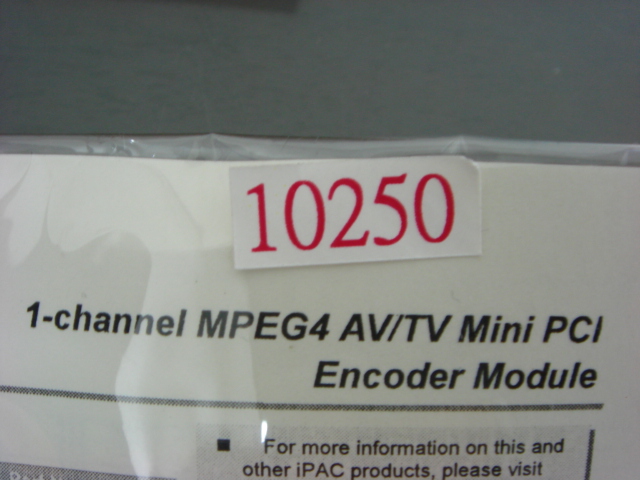 10250
1-channel MPEG4 AV/TV Mini PCI
Encoder Module
■ For more information on this and
other iPAC products, please visit